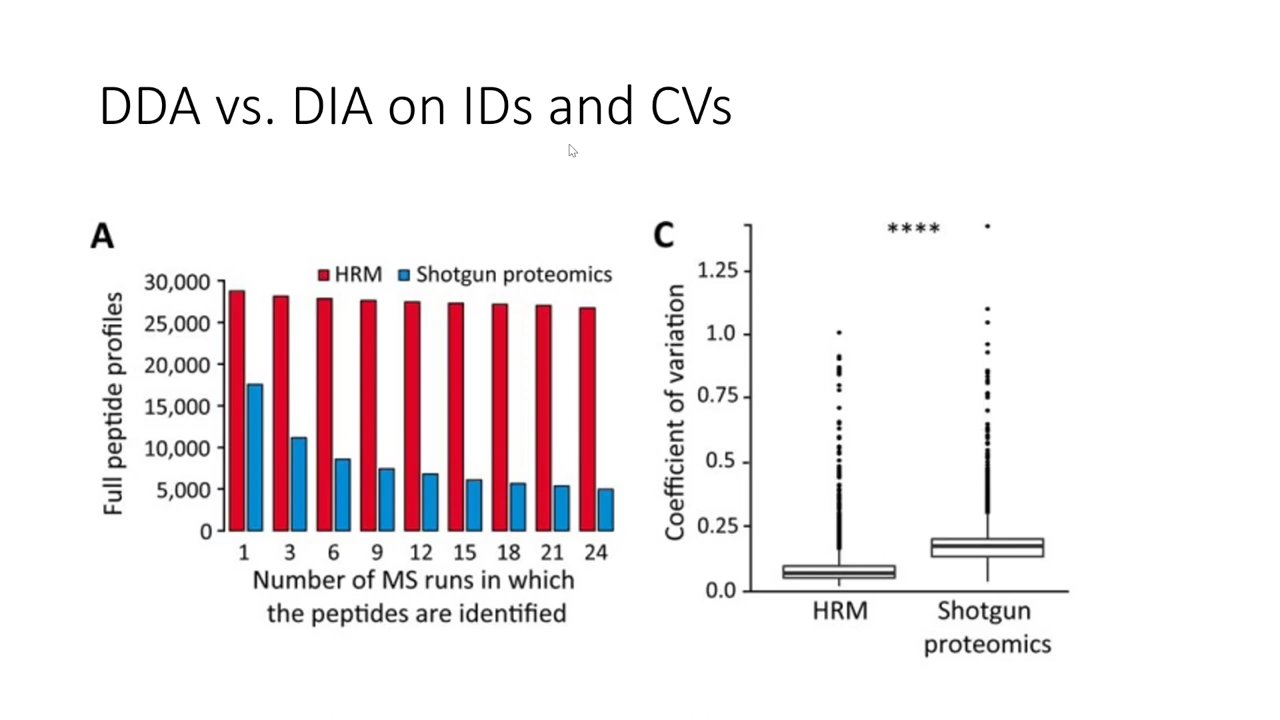 DDA vs. DIA on IDs and CVs
A
HRM Shotgun proteomics
30,000
25,000
20,000
15,000
10,000
5,000
0
Full peptide profiles
1 3 6 9 12 15 18 21 24
Number of MS runs in which
the peptides are identified
C
****
1.25
1.0
0.75
0.5
0.25
0.0
Coefficient of variation
HRM
Shotgun
proteomics